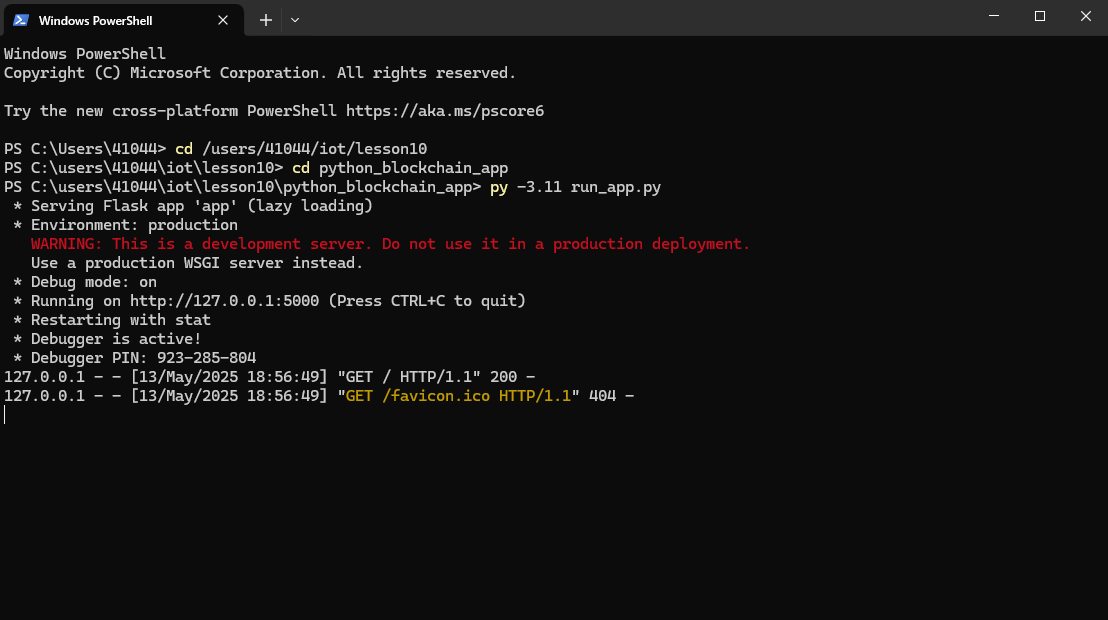 Windows PowerShell
Windows PowerShell
Copyright (C) Microsoft Corporation. All rights reserved.
Try the new cross-platform PowerShell https://aka.ms/pscore6
PS C:\Users\41044> cd /users/41044/iot/lesson10
PS C:\users\41044\iot\lesson10> cd python_blockchain_app
PS C:\users\41044\iot\lesson10\python_blockchain_app> py -3.11 run_app.py
 * Serving Flask app 'app' (lazy loading)
 * Environment: production
   WARNING: This is a development server. Do not use it in a production deployment.
   Use a production WSGI server instead.
 * Debug mode: on
 * Running on http://127.0.0.1:5000 (Press CTRL+C to quit)
 * Restarting with stat
 * Debugger is active!
 * Debugger PIN: 923-285-804
127.0.0.1 - - [13/May/2025 18:56:49] "GET / HTTP/1.1" 200 -
127.0.0.1 - - [13/May/2025 18:56:49] "GET /favicon.ico HTTP/1.1" 404 -